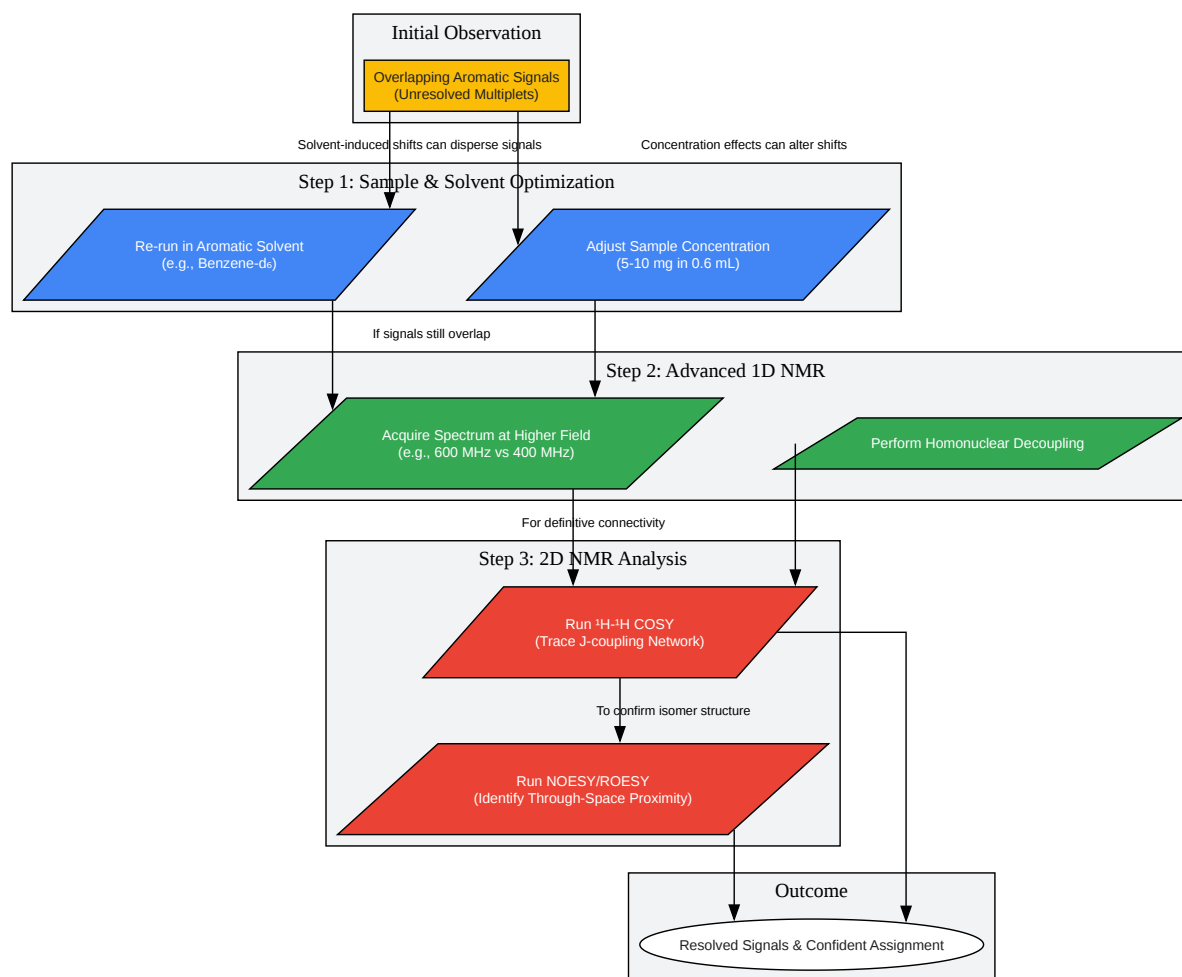 Initial Observation
Overlapping Aromatic Signals
(Unresolved Multiplets)
Solvent-induced shifts can disperse signals
Concentration effects can alter shifts
Step 1: Sample & Solvent Optimization
Re-run in Aromatic Solvent
(e.g., Benzene-d₆)
Adjust Sample Concentration
(5-10 mg in 0.6 mL)
If signals still overlap
Step 2: Advanced 1D NMR
Acquire Spectrum at Higher Field
(e.g., 600 MHz vs 400 MHz)
Perform Homonuclear Decoupling
For definitive connectivity
Step 3: 2D NMR Analysis
Run ¹H-¹H COSY
(Trace J-coupling Network)
To confirm isomer structure
Run NOESY/ROESY
(Identify Through-Space Proximity)
Outcome
Resolved Signals & Confident Assignment